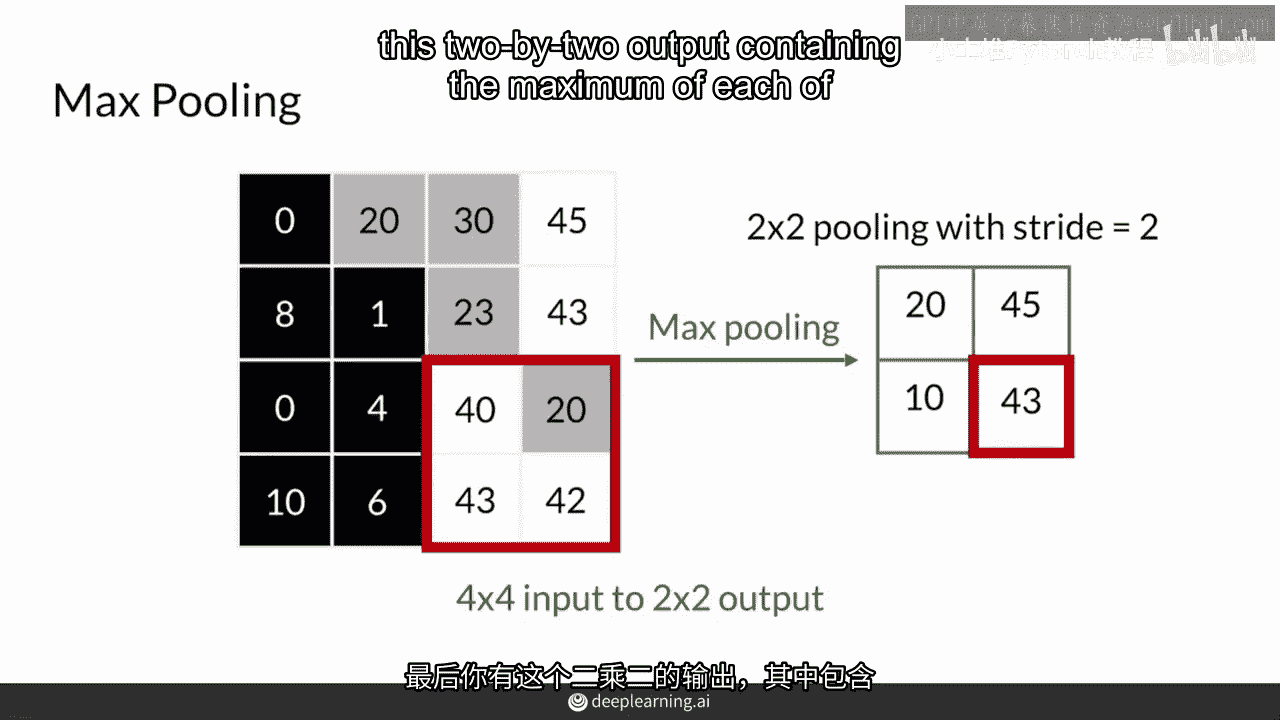 this two-by-two output containing
the maximum of each of
Max Pooling
0 20 30 45
8 1 23 43
0 4 40 20
10 6 43 42
Max pooling
2x2 pooling with stride = 2
20 45
10 43
4x4 input to 2x2 output
最后你有这个二乘二的输出，其中包含
deeplearning.ai